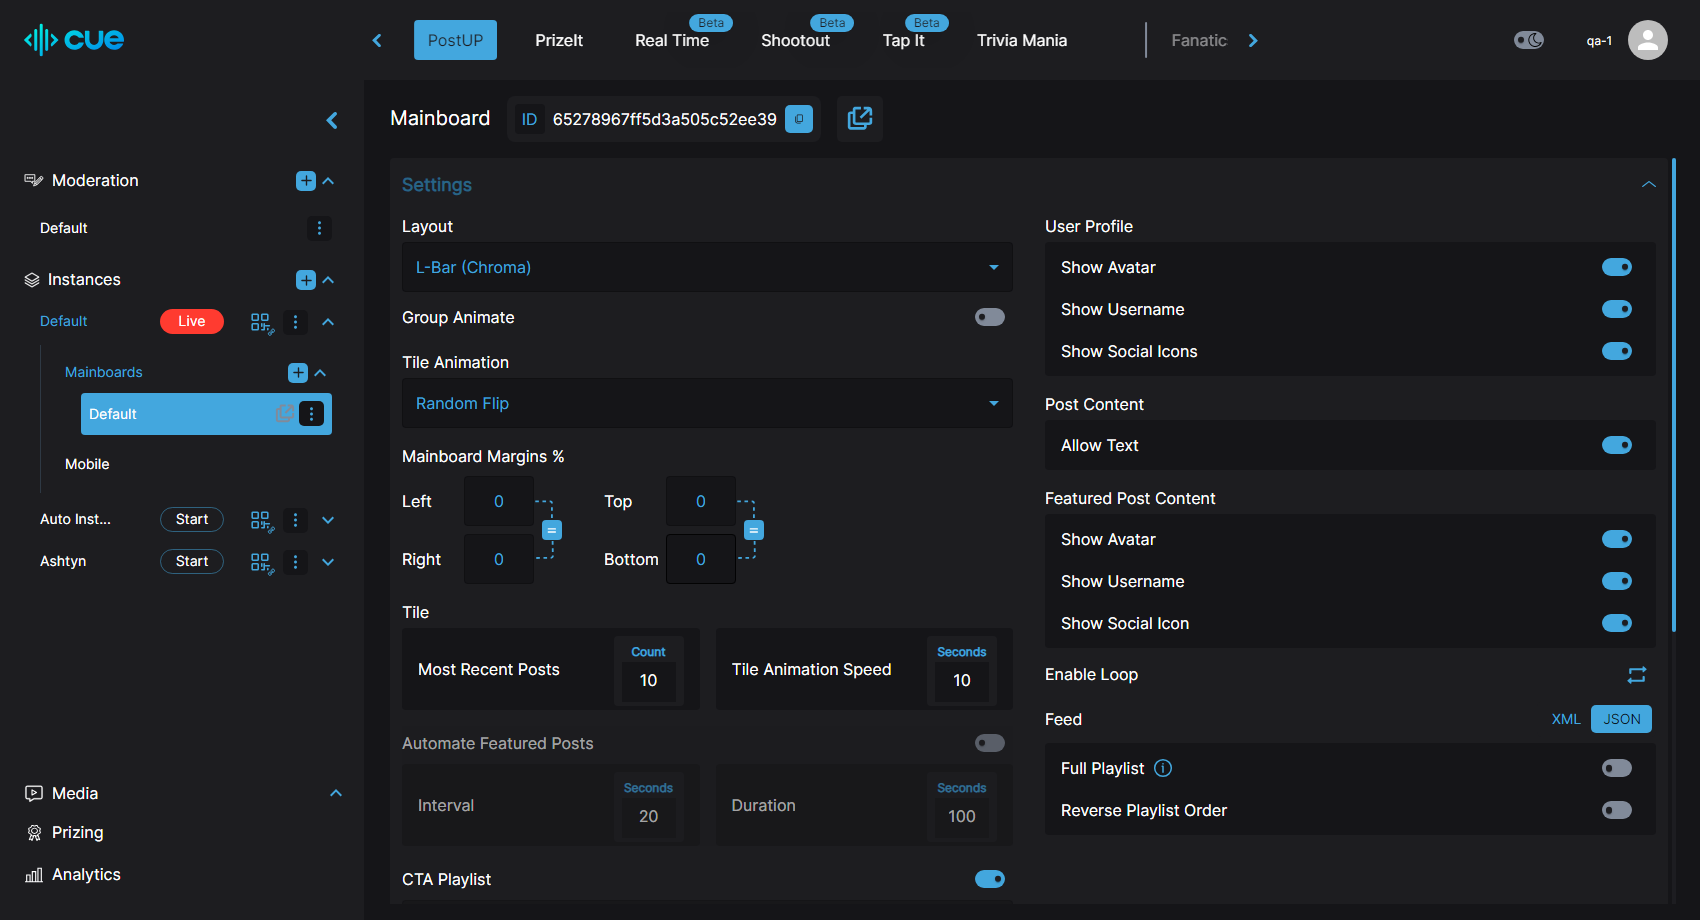 cue
PostUP
PrizeIt
Real Time
Beta
Shootout
Beta
Tap It
Beta
Trivia Mania
Fanatic
qa-1
Moderation
Default
Instances
Default
Live
Mainboards
Default
Mobile
Auto Inst...
Start
Ashtyn
Start
Media
Prizing
Analytics
Mainboard
ID 65278967ff5d3a505c52ee39
Settings
Layout
L-Bar (Chroma)
Group Animate
Tile Animation
Random Flip
Mainboard Margins %
Left 0 Top 0
Right 0 Bottom 0
Tile
Most Recent Posts
Count
10
Tile Animation Speed
Seconds
10
Automate Featured Posts
Interval
Seconds
20
Duration
Seconds
100
CTA Playlist
User Profile
Show Avatar
Show Username
Show Social Icons
Post Content
Allow Text
Featured Post Content
Show Avatar
Show Username
Show Social Icon
Enable Loop
Feed XML JSON
Full Playlist
Reverse Playlist Order